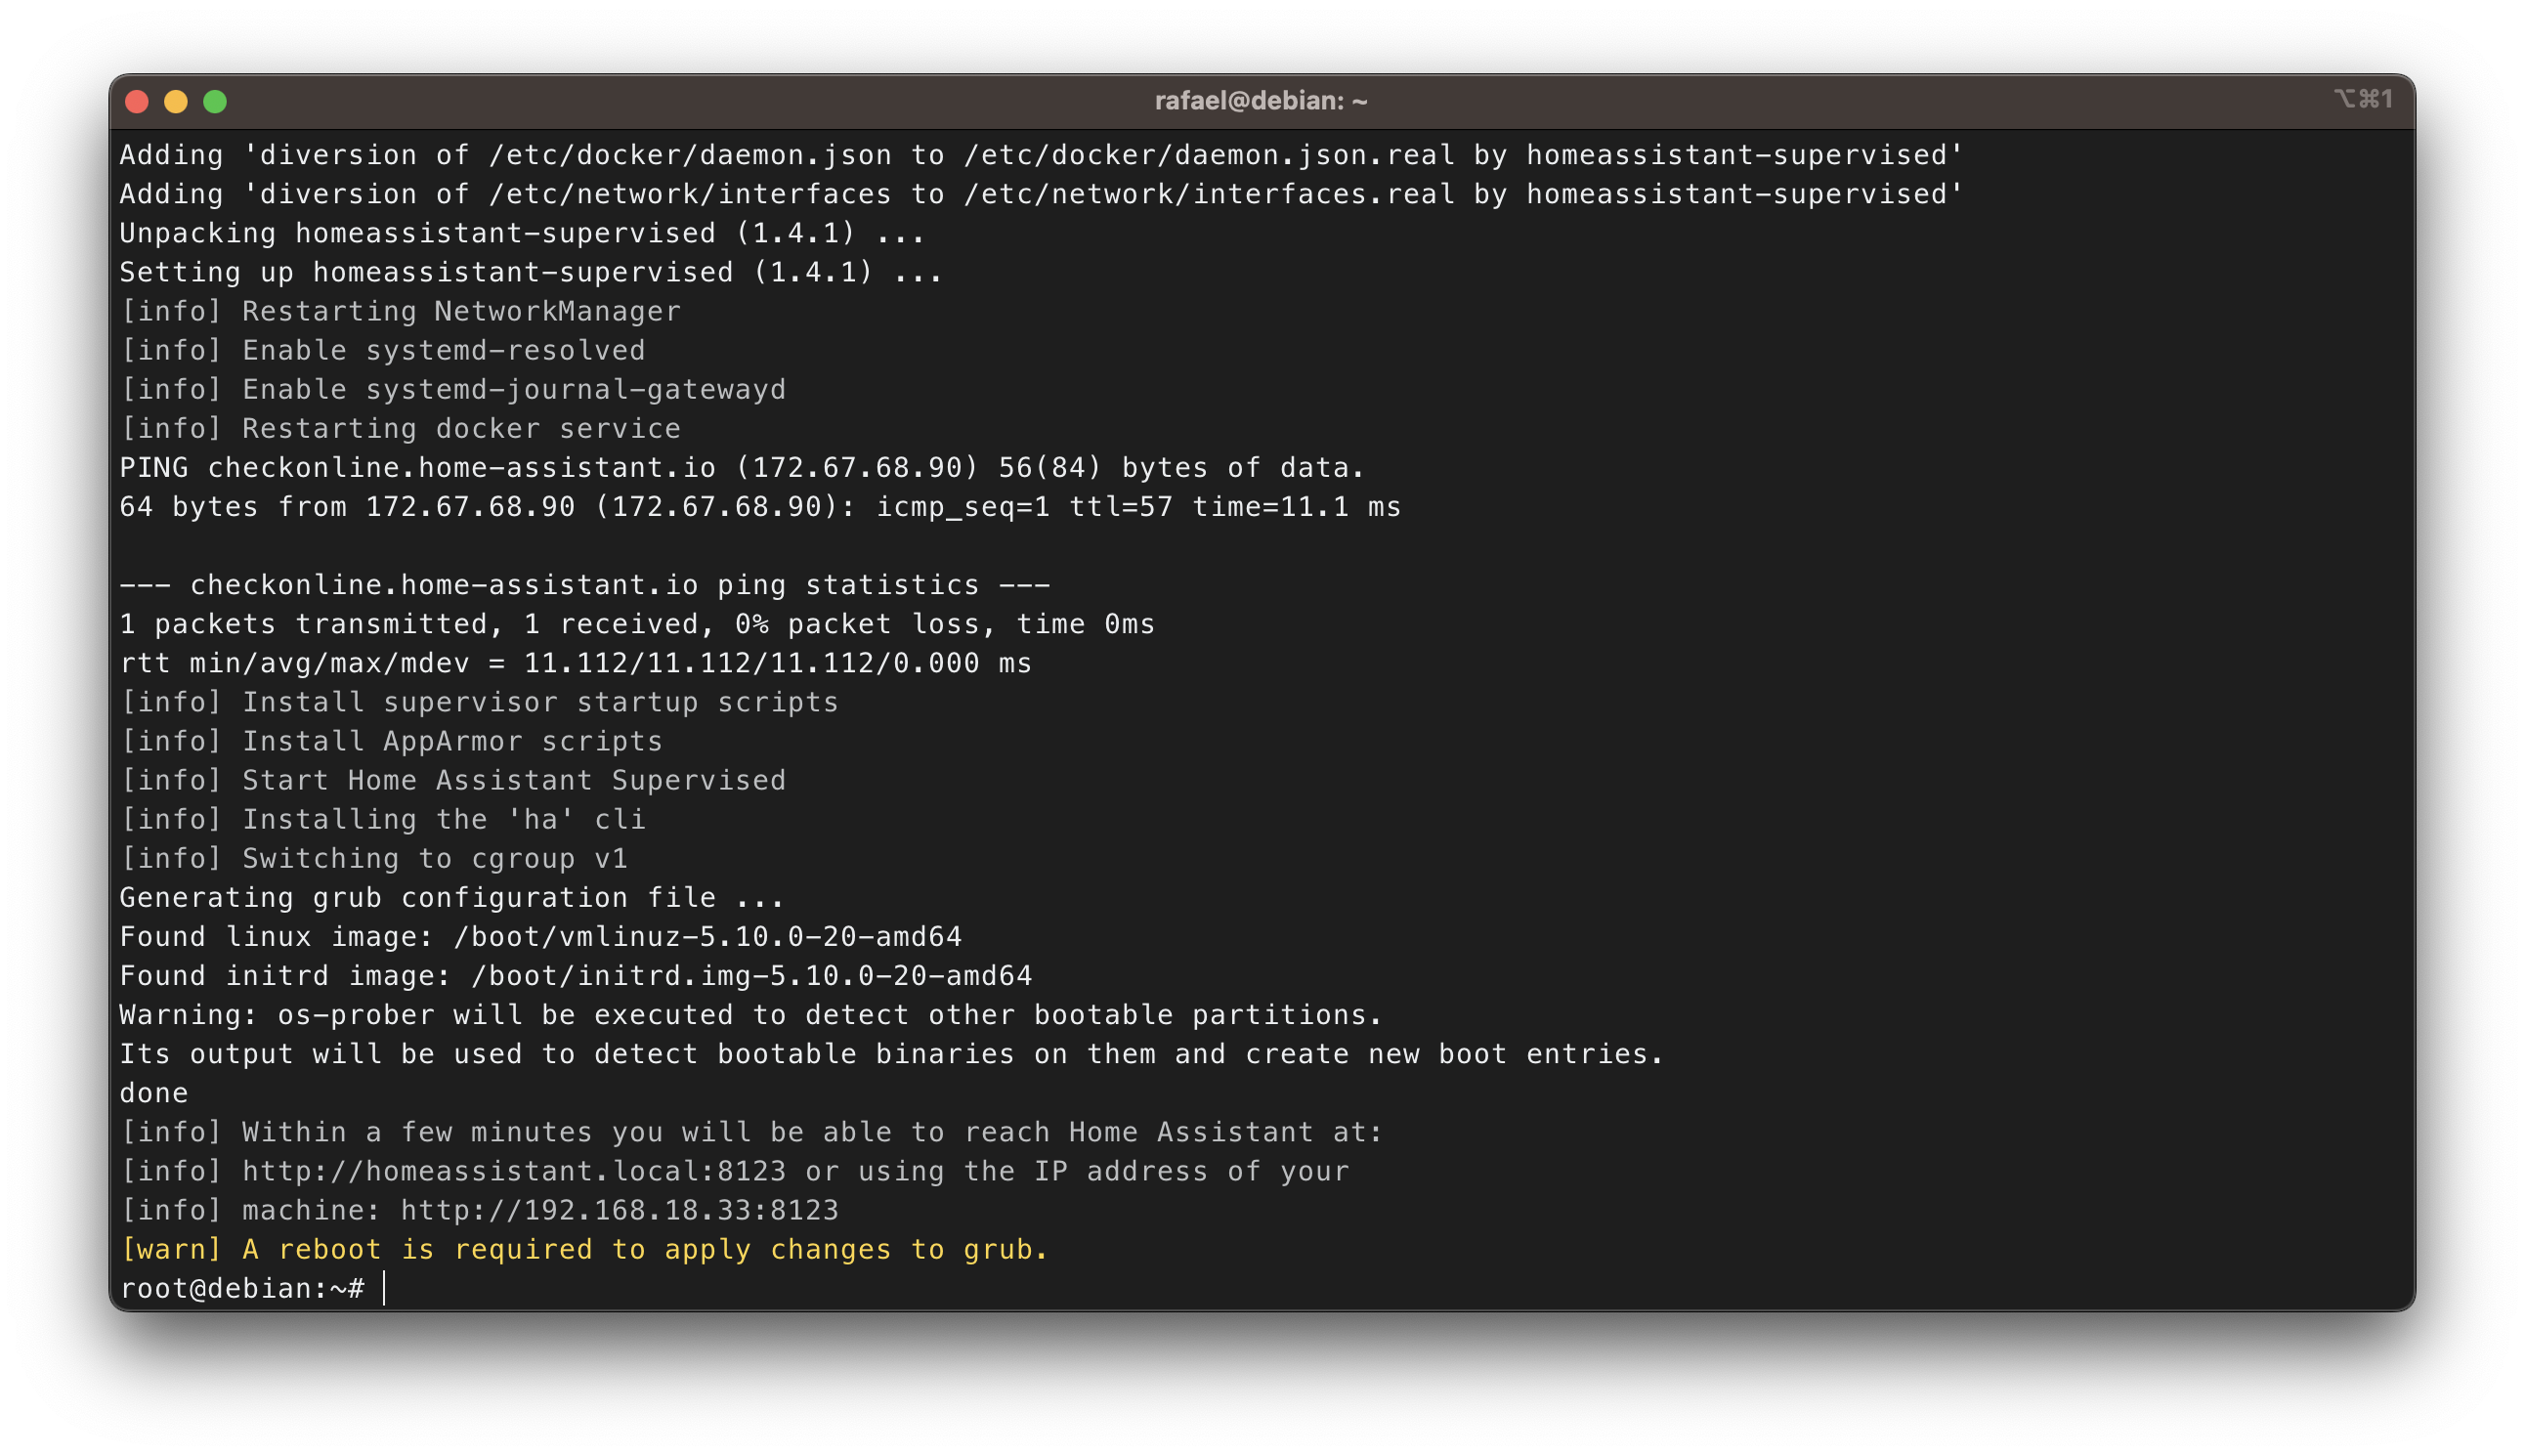 rafael@debian: ~
⌥⌘1
Adding 'diversion of /etc/docker/daemon.json to /etc/docker/daemon.json.real by homeassistant-supervised'
Adding 'diversion of /etc/network/interfaces to /etc/network/interfaces.real by homeassistant-supervised'
Unpacking homeassistant-supervised (1.4.1) ...
Setting up homeassistant-supervised (1.4.1) ...
[info] Restarting NetworkManager
[info] Enable systemd-resolved
[info] Enable systemd-journal-gatewayd
[info] Restarting docker service
PING checkonline.home-assistant.io (172.67.68.90) 56(84) bytes of data.
64 bytes from 172.67.68.90 (172.67.68.90): icmp_seq=1 ttl=57 time=11.1 ms
--- checkonline.home-assistant.io ping statistics ---
1 packets transmitted, 1 received, 0% packet loss, time 0ms
rtt min/avg/max/mdev = 11.112/11.112/11.112/0.000 ms
[info] Install supervisor startup scripts
[info] Install AppArmor scripts
[info] Start Home Assistant Supervised
[info] Installing the 'ha' cli
[info] Switching to cgroup v1
Generating grub configuration file ...
Found linux image: /boot/vmlinuz-5.10.0-20-amd64
Found initrd image: /boot/initrd.img-5.10.0-20-amd64
Warning: os-prober will be executed to detect other bootable partitions.
Its output will be used to detect bootable binaries on them and create new boot entries.
done
[info] Within a few minutes you will be able to reach Home Assistant at:
[info] http://homeassistant.local:8123 or using the IP address of your
[info] machine: http://192.168.18.33:8123
[warn] A reboot is required to apply changes to grub.
root@debian:~#